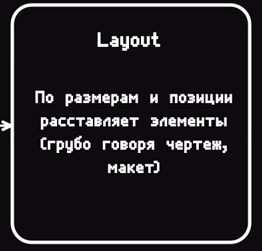 Layout
По размерам и позиции
расставляет элементы
(грубо говоря чертеж,
макет)